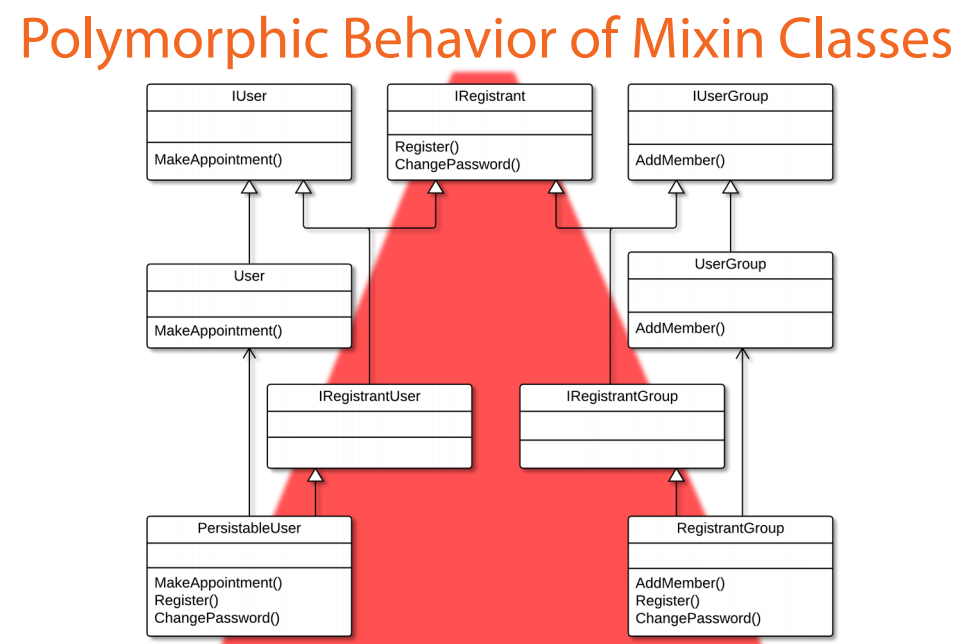 Polymorphic Behavior of Mixin Classes
IUser
MakeAppointment()
IRegistrant
Register()
ChangePassword()
IUserGroup
AddMember()
User
MakeAppointment()
UserGroup
AddMember()
IRegistrantUser
IRegistrantGroup
PersistableUser
MakeAppointment()
Register()
ChangePassword()
RegistrantGroup
AddMember()
Register()
ChangePassword()